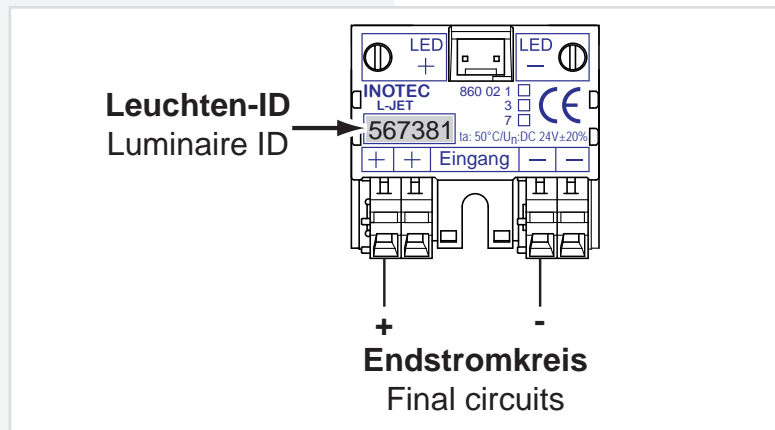 LED LED
+ −
INOTEC 860 02 1
L-JET 3
7
CE
Leuchten-ID
Luminaire ID
567381
ta: 50°C/Un:DC 24V±20%
+ + Eingang − −
+ -
Endstromkreis
Final circuits